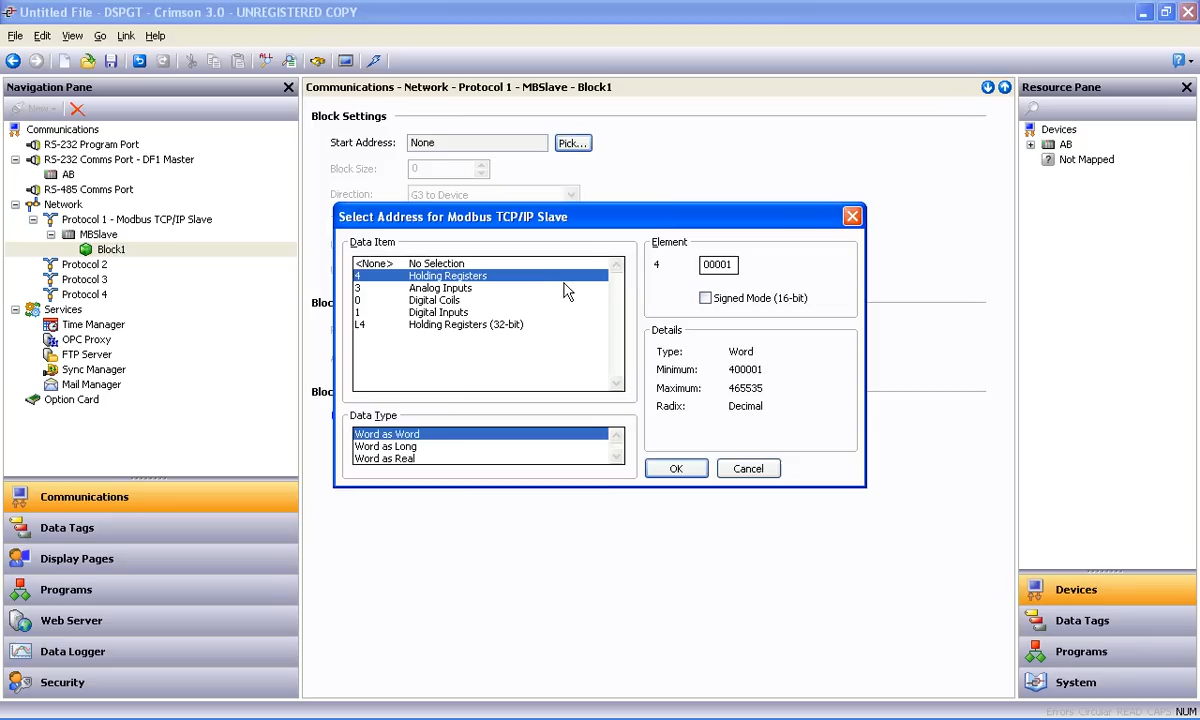 Untitled File - DSPGT - Crimson 3.0 - UNREGISTERED COPY
File Edit View Go Link Help
Navigation Pane
New
Communications
RS-232 Program Port
RS-232 Comms Port - DF1 Master
AB
RS-485 Comms Port
Network
Protocol 1 - Modbus TCP/IP Slave
MBSlave
Block1
Protocol 2
Protocol 3
Protocol 4
Services
Time Manager
OPC Proxy
FTP Server
Sync Manager
Mail Manager
Option Card
Communications
Data Tags
Display Pages
Programs
Web Server
Data Logger
Security
Communications - Network - Protocol 1 - MBSlave - Block1
Block Settings
Start Address: None Pick...
Block Size: 0
Direction: G3 to Device
Bloc
Bloc
Select Address for Modbus TCP/IP Slave
Data Item
<None> No Selection
4 Holding Registers
3 Analog Inputs
0 Digital Coils
1 Digital Inputs
L4 Holding Registers (32-bit)
Data Type
Word as Word
Word as Long
Word as Real
Element
4 00001
Signed Mode (16-bit)
Details
Type: Word
Minimum: 400001
Maximum: 465535
Radix: Decimal
OK Cancel
Resource Pane
Devices
AB
Not Mapped
Devices
Data Tags
Programs
System
Errors Circular READ CAPS NUM